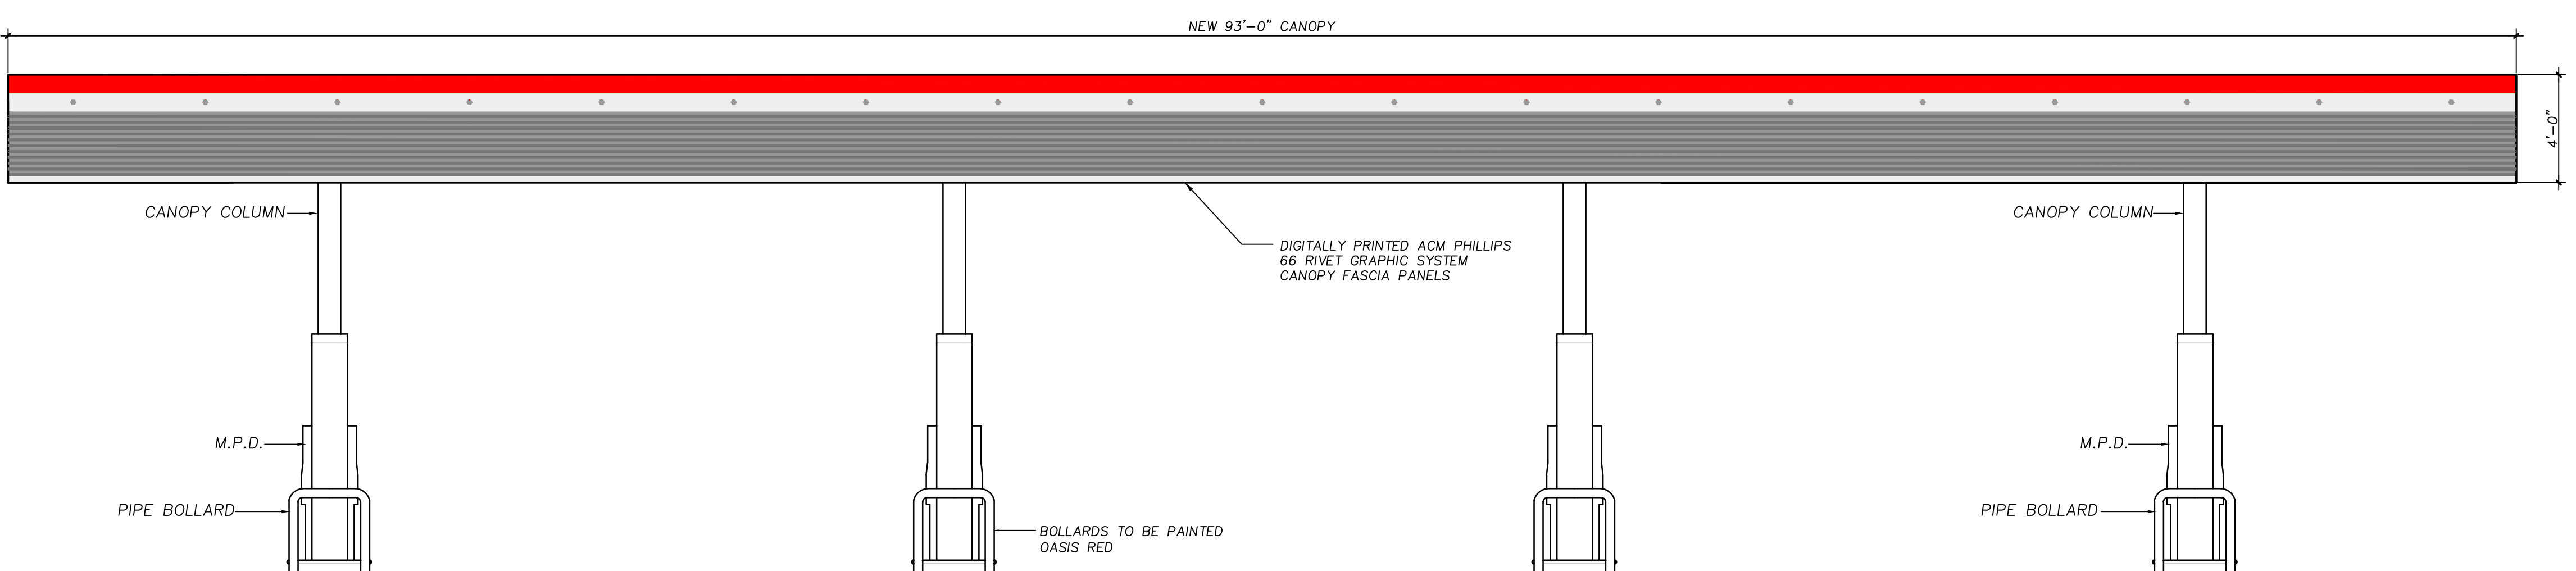 NEW 93'-0" CANOPY
4'-0"
CANOPY COLUMN
CANOPY COLUMN
DIGITALLY PRINTED ACM PHILLIPS
66 RIVET GRAPHIC SYSTEM
CANOPY FASCIA PANELS
M.P.D.
M.P.D.
PIPE BOLLARD
PIPE BOLLARD
BOLLARDS TO BE PAINTED
OASIS RED